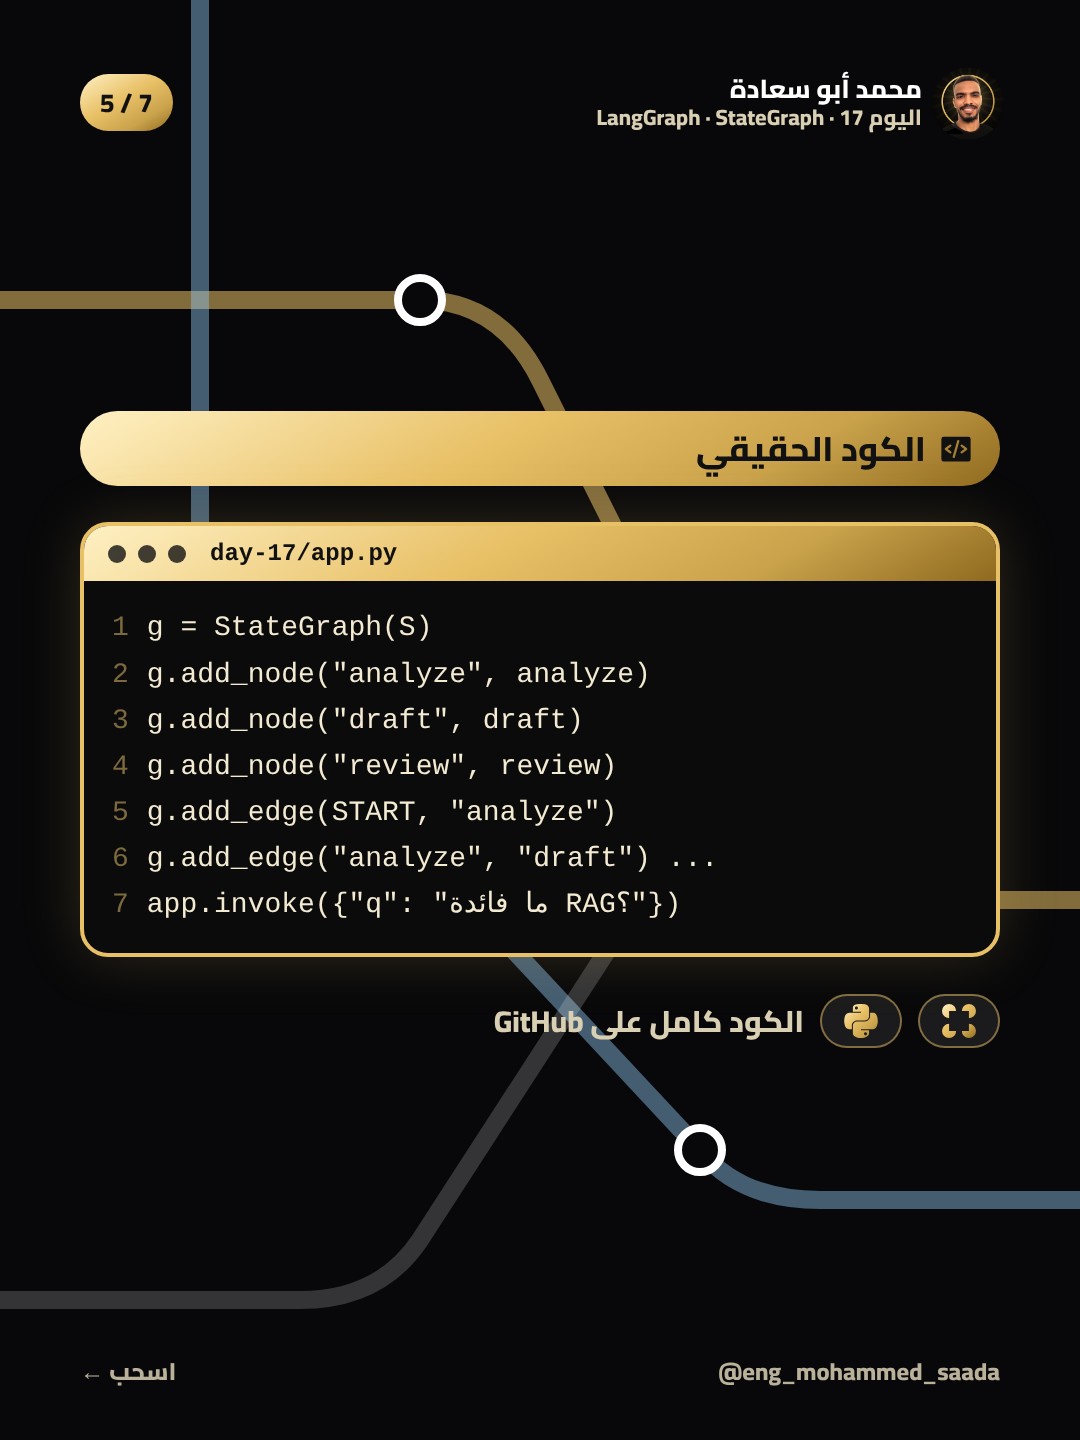 محمد أبو سعادة
اليوم 17 · LangGraph · StateGraph
5 / 7
الكود الحقيقي
day-17/app.py
1 g = StateGraph(S)
2 g.add_node("analyze", analyze)
3 g.add_node("draft", draft)
4 g.add_node("review", review)
5 g.add_edge(START, "analyze")
6 g.add_edge("analyze", "draft") ...
7 app.invoke({"q": "ما فائدة RAG؟"})
الكود كامل على GitHub
@eng_mohammed_saada
اسحب ←